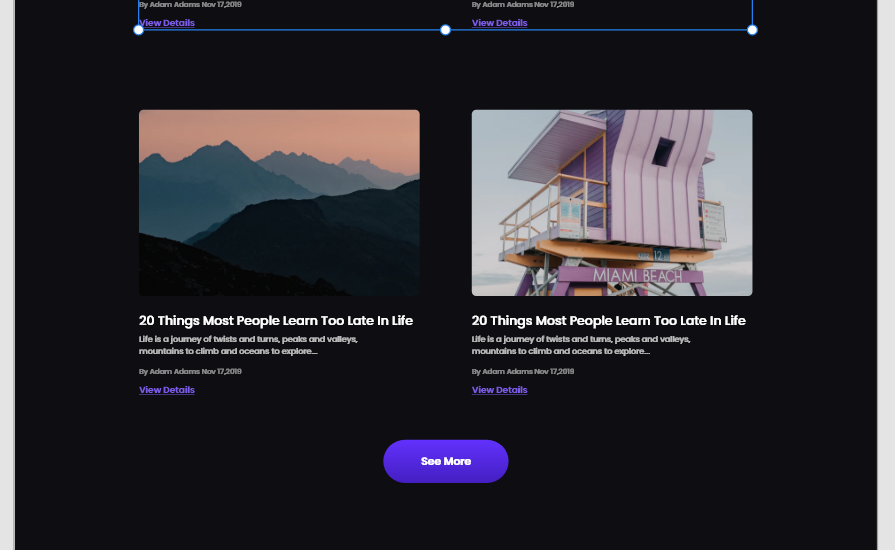 By Adam Adams Nov 17,2019
By Adam Adams Nov 17,2019
View Details
View Details
MIAMI BEACH
20 Things Most People Learn Too Late In Life
20 Things Most People Learn Too Late In Life
Life is a journey of twists and turns, peaks and valleys,
mountains to climb and oceans to explore...
Life is a journey of twists and turns, peaks and valleys,
mountains to climb and oceans to explore...
By Adam Adams Nov 17,2019
By Adam Adams Nov 17,2019
View Details
View Details
See More